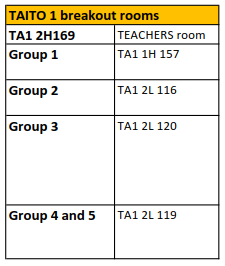 TAITO 1 breakout rooms
TA1 2H169 TEACHERS room
Group 1 TA1 1H 157
Group 2 TA1 2L 116
Group 3 TA1 2L 120
Group 4 and 5 TA1 2L 119